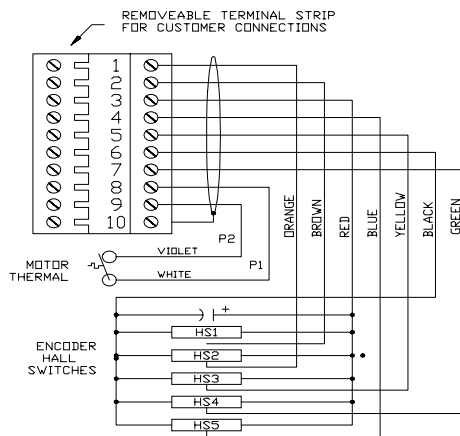 REMOVEABLE TERMINAL STRIP
FOR CUSTOMER CONNECTIONS
1
2
3
4
5
6
7
8
9
10
ORANGE
BROWN
RED
BLUE
YELLOW
BLACK
GREEN
P2
P1
VIOLET
WHITE
MOTOR
THERMAL
+
HS1
HS2
HS3
HS4
HS5
ENCODER
HALL
SWITCHES